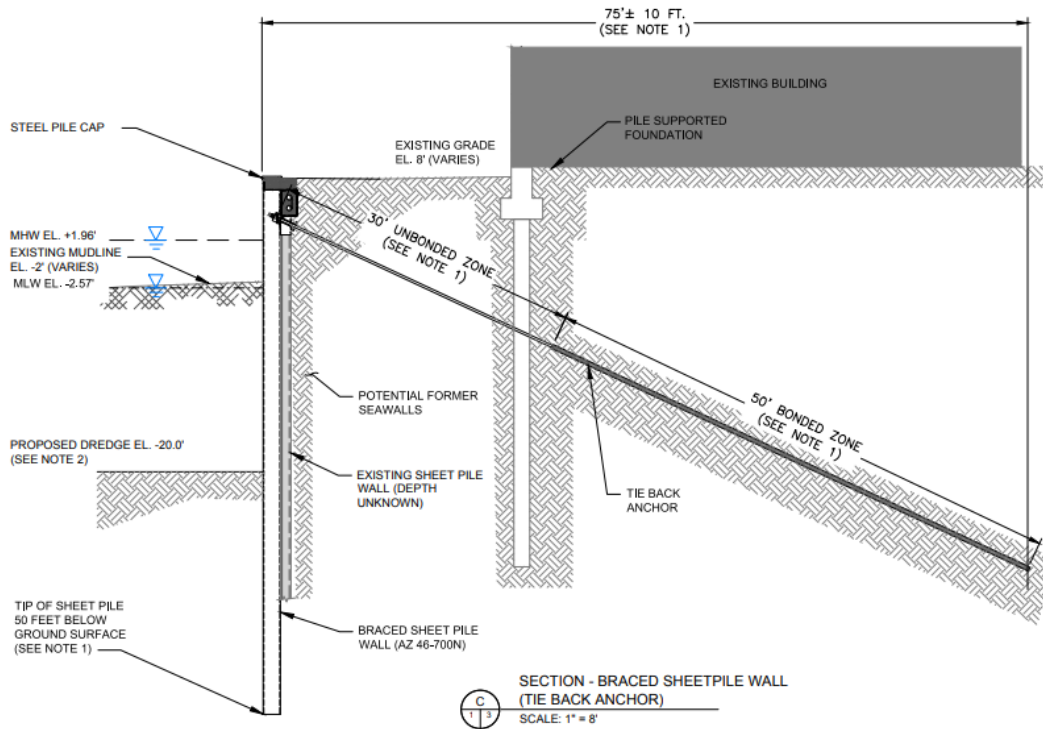 75'± 10 FT.
(SEE NOTE 1)
EXISTING BUILDING
STEEL PILE CAP
PILE SUPPORTED
FOUNDATION
EXISTING GRADE
EL. 8' (VARIES)
30' UNBONDED ZONE
(SEE NOTE 1)
MHW EL. +1.96'
EXISTING MUDLINE
EL. -2' (VARIES)
MLW EL. -2.57'
50' BONDED ZONE
(SEE NOTE 1)
POTENTIAL FORMER
SEAWALLS
PROPOSED DREDGE EL. -20.0'
(SEE NOTE 2)
EXISTING SHEET PILE
WALL (DEPTH
UNKNOWN)
TIE BACK
ANCHOR
TIP OF SHEET PILE
50 FEET BELOW
GROUND SURFACE
(SEE NOTE 1)
BRACED SHEET PILE
WALL (AZ 46-700N)
C
1 3
SECTION - BRACED SHEETPILE WALL
(TIE BACK ANCHOR)
SCALE: 1" = 8'